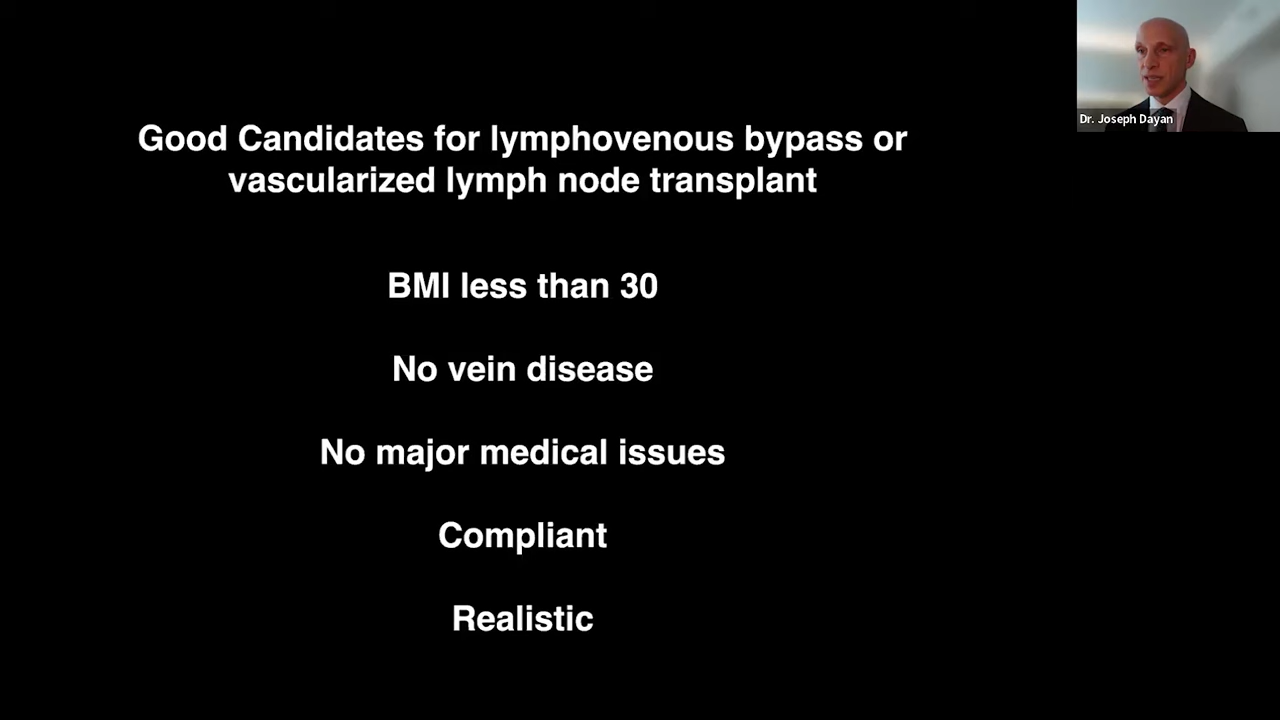 Good Candidates for lymphovenous bypass or
vascularized lymph node transplant
BMI less than 30
No vein disease
No major medical issues
Compliant
Realistic
Dr. Joseph Dayan